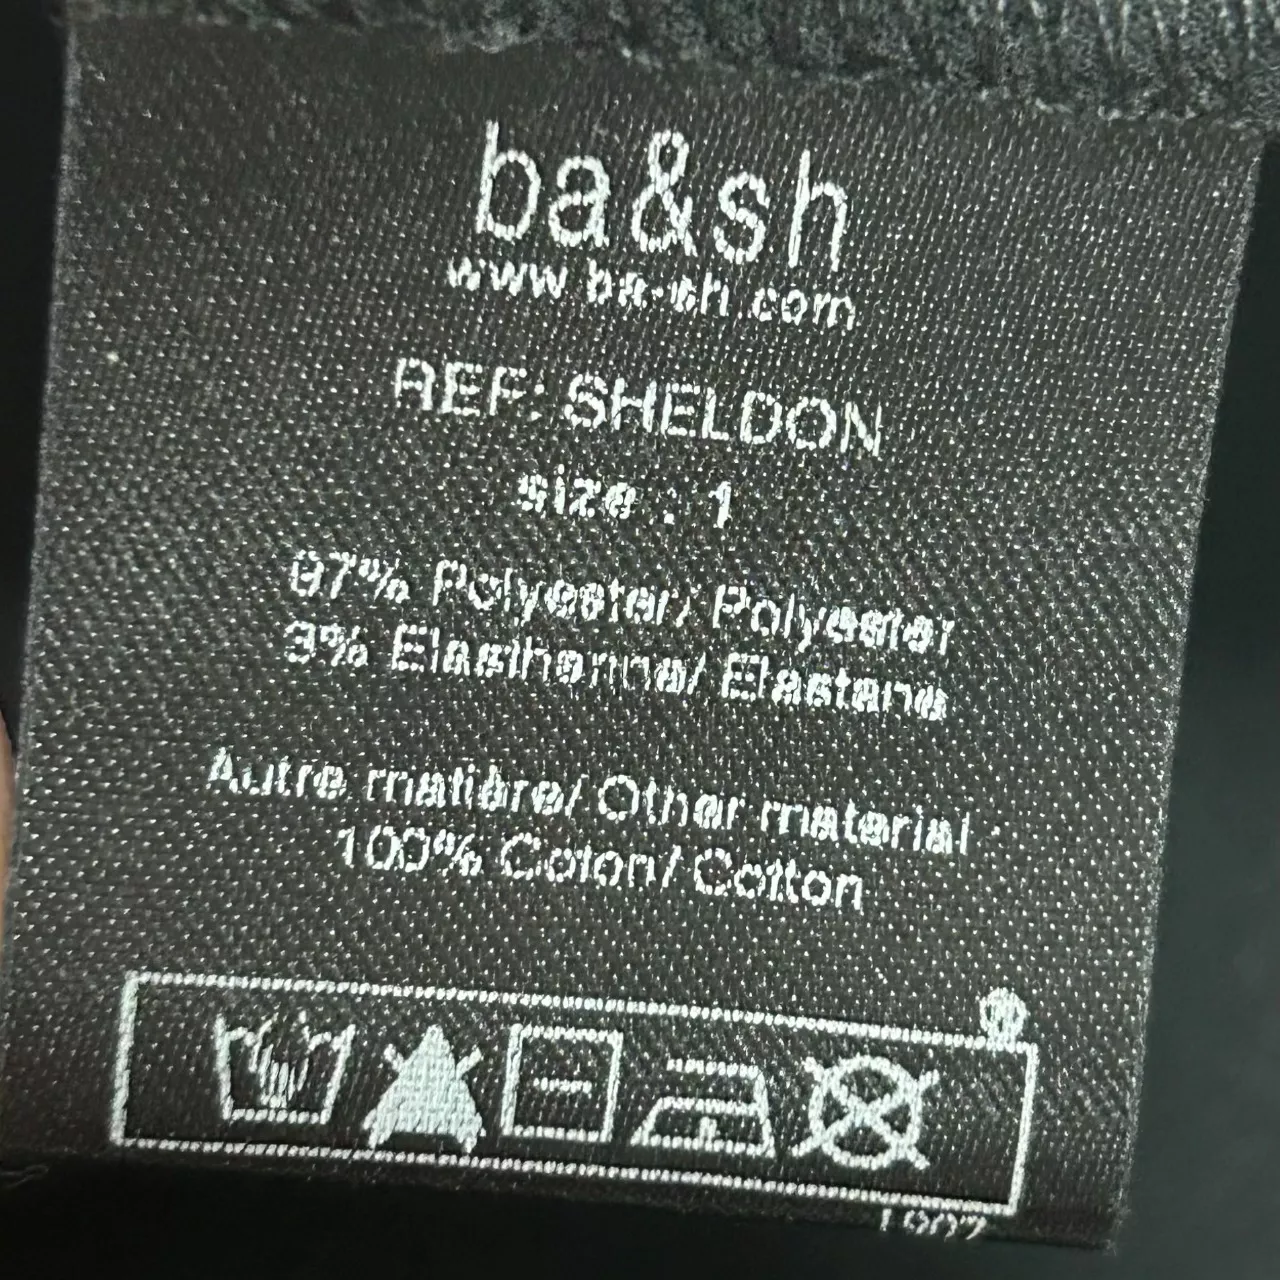 ba&sh
www.ba-sh.com
REF: SHELDON
size : 1
97% Polyester/ Polyester
3% Elasthanne/ Elastane
Autre matière/ Other material
100% Coton/ Cotton